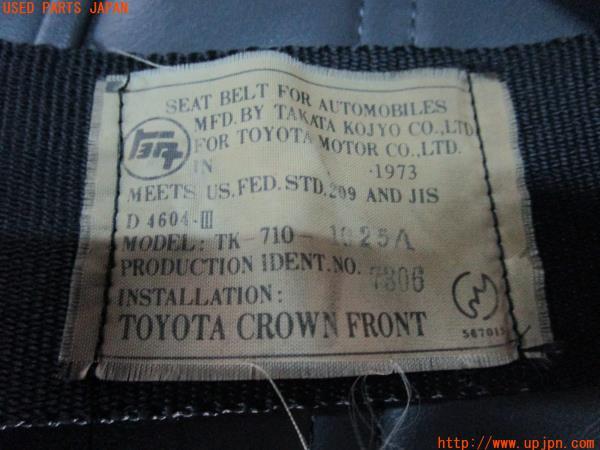 USED PARTS JAPAN
SEAT BELT FOR AUTOMOBILES
MFD. BY TAKATA KOJYO CO., LTD.
FOR TOYOTA MOTOR CO., LTD.
IN ·1973
MEETS US. FED. STD. 209 AND JIS
D 4604-III
MODEL: TK-710-1025A
PRODUCTION IDENT. NO. 7306
INSTALLATION:
TOYOTA CROWN FRONT
http://www.upjpn.com/